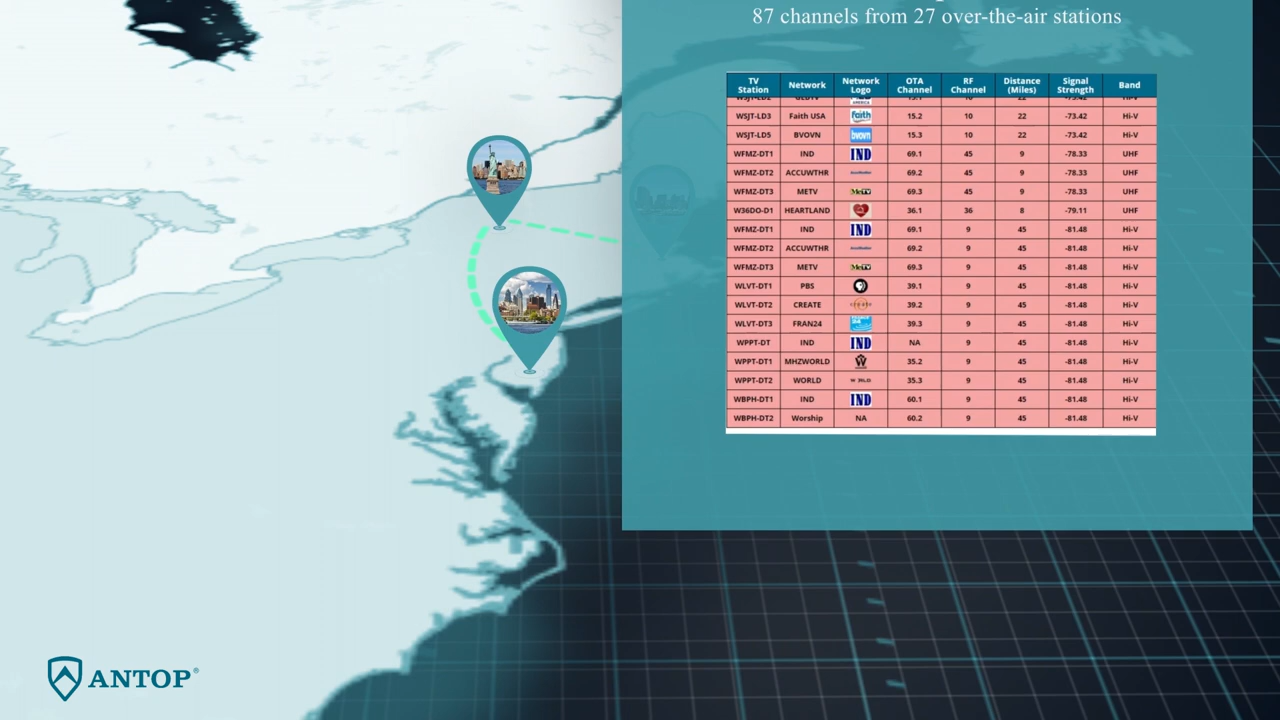 87 channels from 27 over-the-air stations
TV Station Network Network Logo OTA Channel RF Channel Distance (Miles) Signal Strength Band
WSJT-LD3 Faith USA faith 15.2 10 22 -73.42 Hi-V
WSJT-LD5 BVOVN bvovn 15.3 10 22 -73.42 Hi-V
WFMZ-DT1 IND IND 69.1 45 9 -78.33 UHF
WFMZ-DT2 ACCUWTHR 69.2 45 9 -78.33 UHF
WFMZ-DT3 METV MeTV 69.3 45 9 -78.33 UHF
W36DO-D1 HEARTLAND 36.1 36 8 -79.11 UHF
WFMZ-DT1 IND IND 69.1 9 45 -81.48 Hi-V
WFMZ-DT2 ACCUWTHR 69.2 9 45 -81.48 Hi-V
WFMZ-DT3 METV MeTV 69.3 9 45 -81.48 Hi-V
WLVT-DT1 PBS 39.1 9 45 -81.48 Hi-V
WLVT-DT2 CREATE 39.2 9 45 -81.48 Hi-V
WLVT-DT3 FRAN24 39.3 9 45 -81.48 Hi-V
WPPT-DT IND IND NA 9 45 -81.48 Hi-V
WPPT-DT1 MHZWORLD 35.2 9 45 -81.48 Hi-V
WPPT-DT2 WORLD 35.3 9 45 -81.48 Hi-V
WBPH-DT1 IND IND 60.1 9 45 -81.48 Hi-V
WBPH-DT2 Worship NA 60.2 9 45 -81.48 Hi-V
ANTOP®